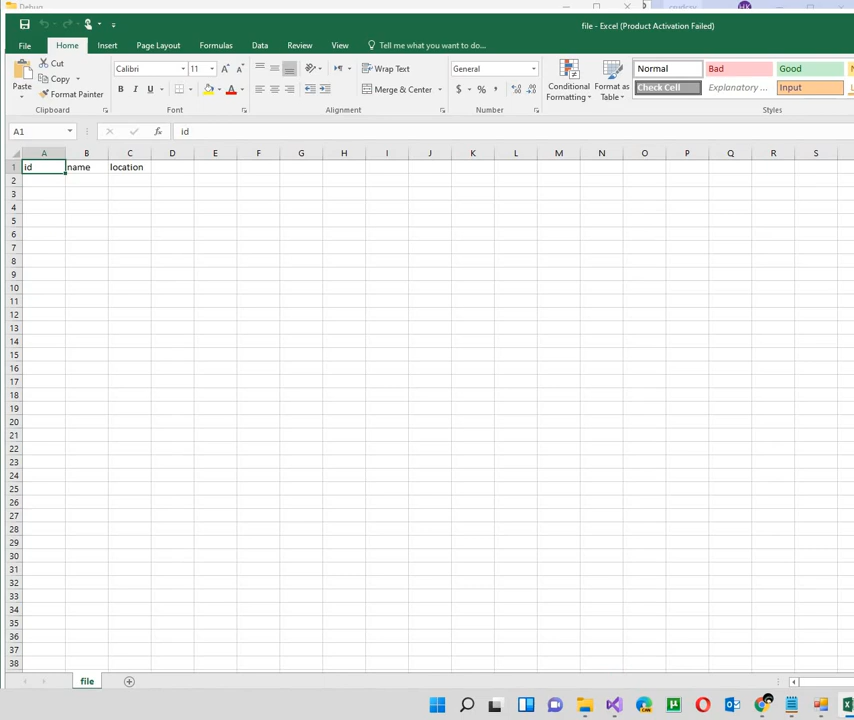 Debug
file - Excel (Product Activation Failed)
File Home Insert Page Layout Formulas Data Review View Tell me what you want to do...
Paste Cut Copy Format Painter Clipboard
Calibri 11 A A B I U A Font
Wrap Text Merge & Center Alignment
General $ % , Number
Conditional Formatting Format as Table
Normal Bad Good
Check Cell Explanatory ... Input
Styles
A1 fx id
A B C D E F G H I J K L M N O P Q R S
1 id name location
2
3
4
5
6
7
8
9
10
11
12
13
14
15
16
17
18
19
20
21
22
23
24
25
26
27
28
29
30
31
32
33
34
35
36
37
38
file